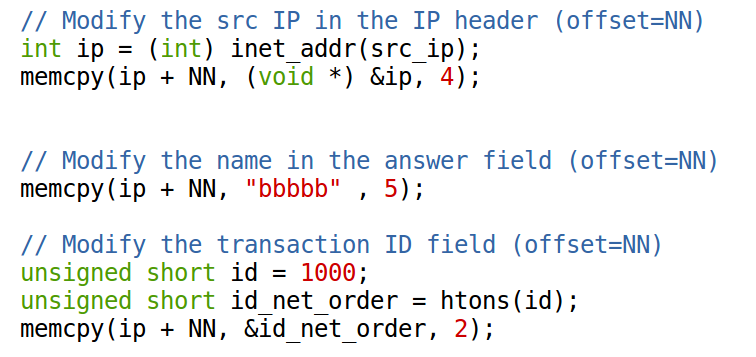 // Modify the src IP in the IP header (offset=NN)
int ip = (int) inet_addr(src_ip);
memcpy(ip + NN, (void *) &ip, 4);
// Modify the name in the answer field (offset=NN)
memcpy(ip + NN, "bbbbb" , 5);
// Modify the transaction ID field (offset=NN)
unsigned short id = 1000;
unsigned short id_net_order = htons(id);
memcpy(ip + NN, &id_net_order, 2);